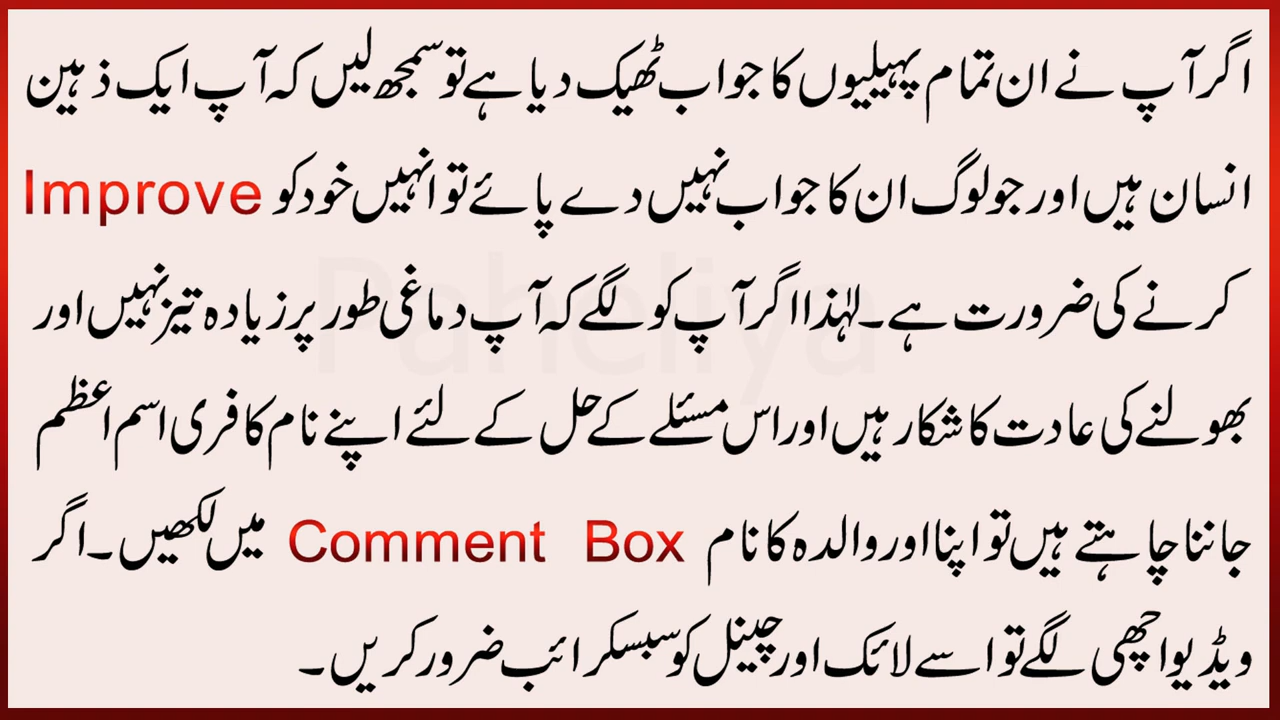 اگر آپ نے ان تمام پہیلیوں کا جواب ٹھیک دیا ہے تو سمجھ لیں کہ آپ ایک ذہین
انسان ہیں اور جو لوگ ان کا جواب نہیں دے پائے تو انہیں خود کو Improve
کرنے کی ضرورت ہے۔ لہٰذا اگر آپ کو لگے کہ آپ دماغی طور پر زیادہ تیز نہیں اور
بھولنے کی عادت کا شکار ہیں اور اس مسئلے کے حل کے لئے اپنے نام کا فری اسم اعظم
جاننا چاہتے ہیں تو اپنا اور والدہ کا نام Comment Box میں لکھیں۔ اگر
ویڈیو اچھی لگے تو اسے لائک اور چینل کو سبسکرائب ضرور کریں۔
Paheliya